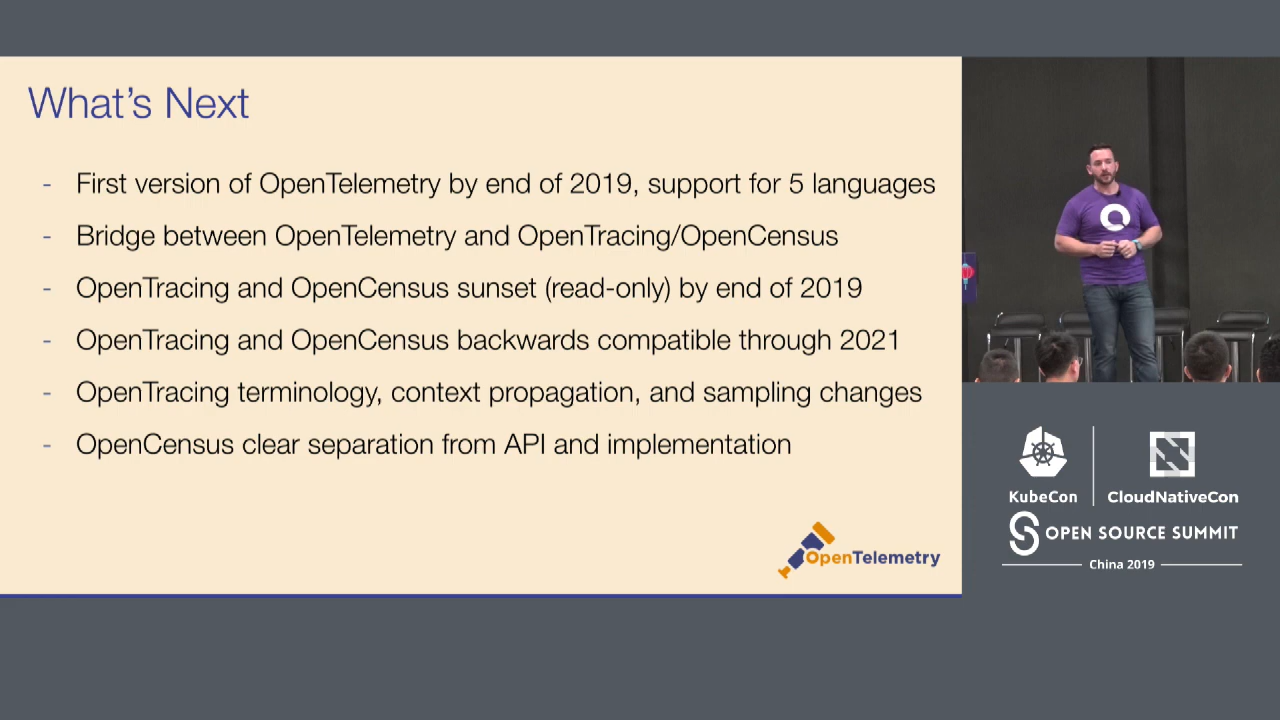 What's Next
- First version of OpenTelemetry by end of 2019, support for 5 languages
- Bridge between OpenTelemetry and OpenTracing/OpenCensus
- OpenTracing and OpenCensus sunset (read-only) by end of 2019
- OpenTracing and OpenCensus backwards compatible through 2021
- OpenTracing terminology, context propagation, and sampling changes
- OpenCensus clear separation from API and implementation
OpenTelemetry
KubeCon
CloudNativeCon
OPEN SOURCE SUMMIT
China 2019